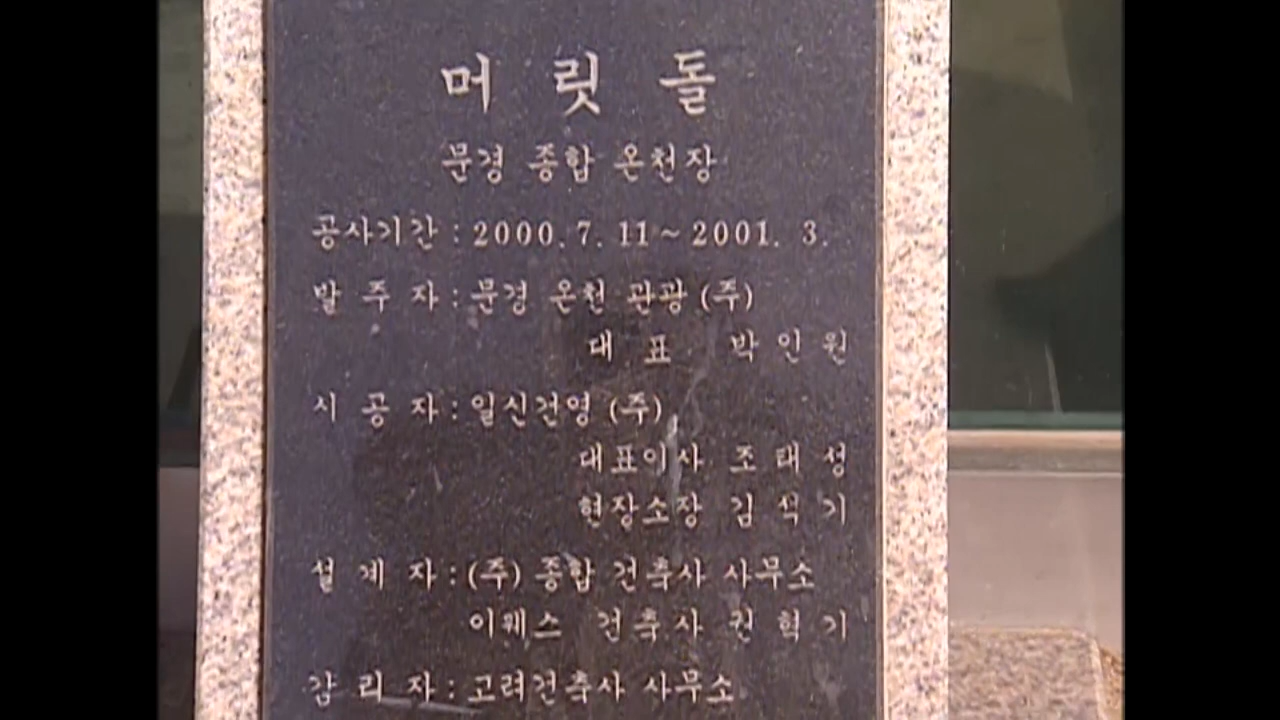 머 릿 돌
문경 종합 온천장
공사기간 : 2000. 7. 11 ~ 2001. 3.
발 주 자 : 문경 온천 관광 (주)
대 표 박 인 원
시 공 자 : 일신건영 (주)
대표이사 조 태 성
현장소장 김 석 기
설 계 자 : (주) 종합 건축사 사무소
이웨스 건축사 권 혁 기
감 리 자 : 고려건축사 사무소